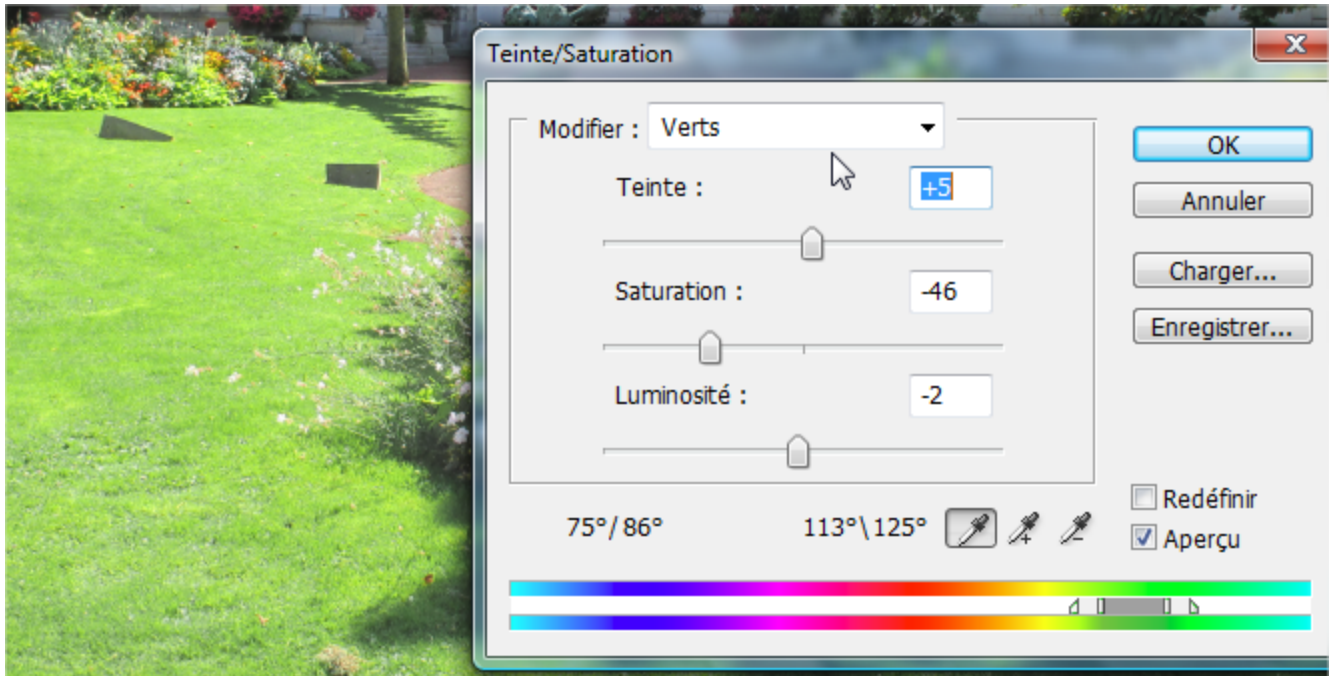 Teinte/Saturation
Modifier : Verts
OK
Teinte : +5
Annuler
Charger...
Saturation : -46
Enregistrer...
Luminosité : -2
Redéfinir
75°/ 86° 113°\125°
Aperçu